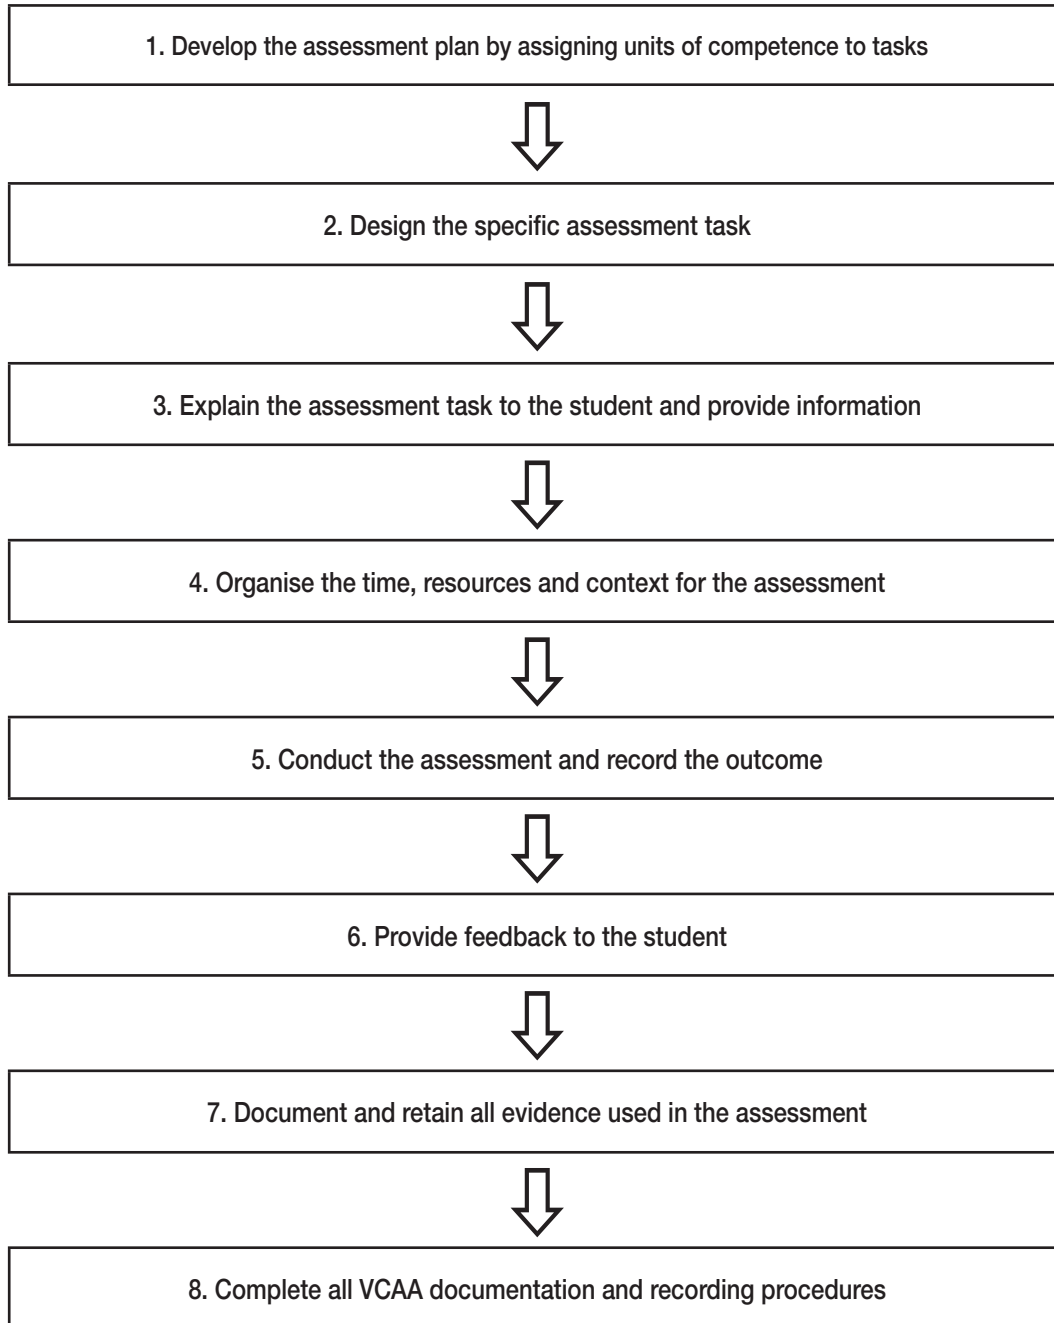 1. Develop the assessment plan by assigning units of competence to tasks
2. Design the specific assessment task
3. Explain the assessment task to the student and provide information
4. Organise the time, resources and context for the assessment
5. Conduct the assessment and record the outcome
6. Provide feedback to the student
7. Document and retain all evidence used in the assessment
8. Complete all VCAA documentation and recording procedures